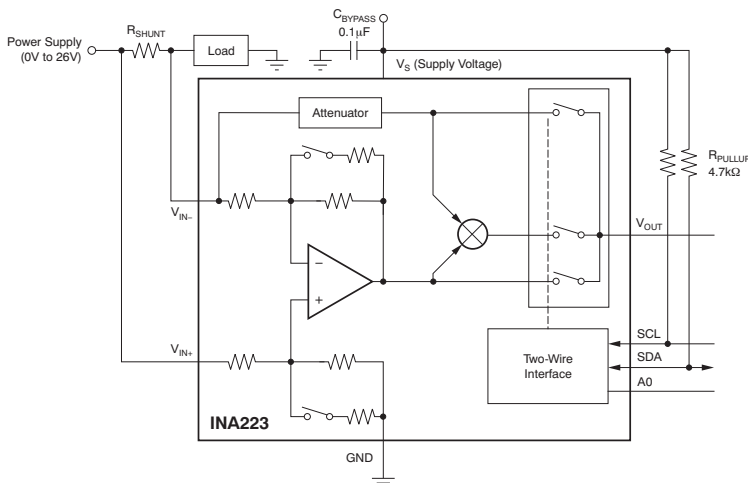 C_BYPASS
0.1μF
R_SHUNT
Power Supply
(0V to 26V)
Load
V_S (Supply Voltage)
Attenuator
R_PULLUP
4.7kΩ
V_IN–
V_OUT
–
+
SCL
V_IN+
Two-Wire
Interface
SDA
A0
INA223
GND